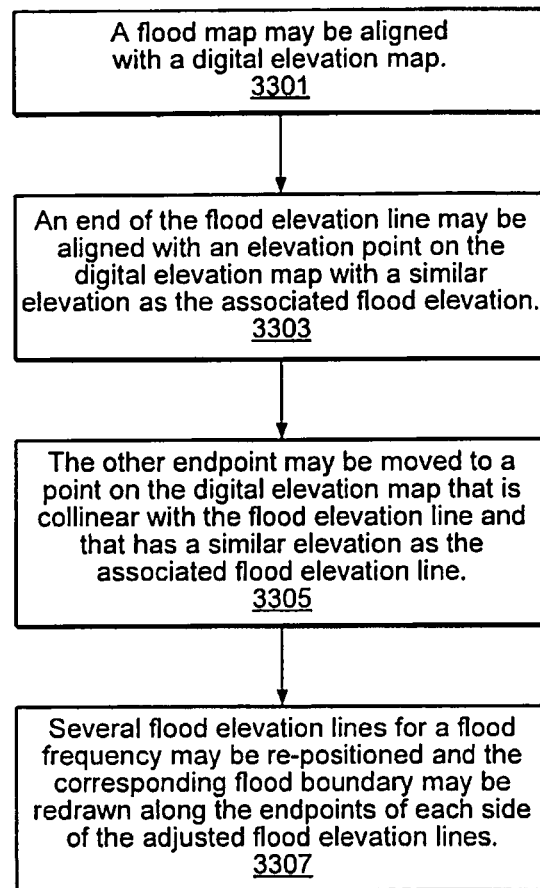 A flood map may be aligned
with a digital elevation map.
3301
An end of the flood elevation line may be
aligned with an elevation point on the
digital elevation map with a similar
elevation as the associated flood elevation.
3303
The other endpoint may be moved to a
point on the digital elevation map that is
collinear with the flood elevation line and
that has a similar elevation as the
associated flood elevation line.
3305
Several flood elevation lines for a flood
frequency may be re-positioned and the
corresponding flood boundary may be
redrawn along the endpoints of each side
of the adjusted flood elevation lines.
3307